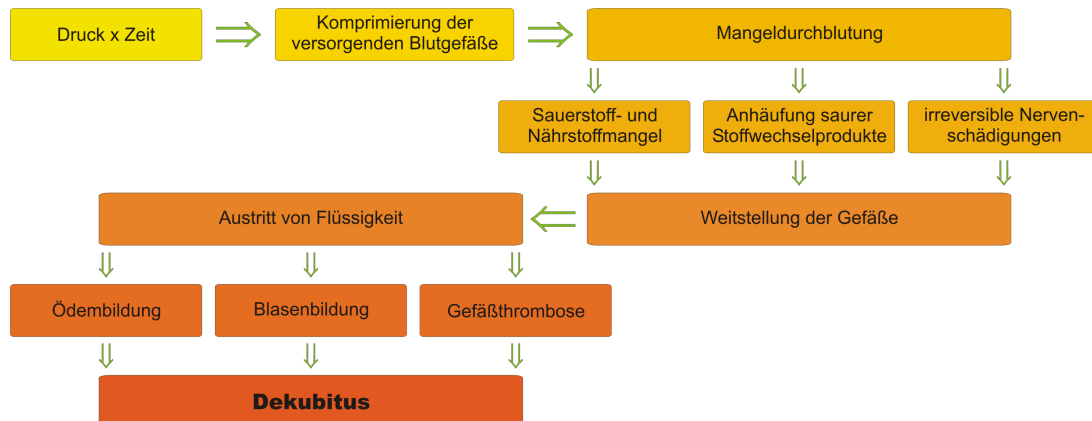 Druck x Zeit
Komprimierung der
versorgenden Blutgefäße
Mangeldurchblutung
Sauerstoff- und
Nährstoffmangel
Anhäufung saurer
Stoffwechselprodukte
irreversible Nerven-
schädigungen
Weitstellung der Gefäße
Austritt von Flüssigkeit
Ödembildung
Blasenbildung
Gefäßthrombose
Dekubitus